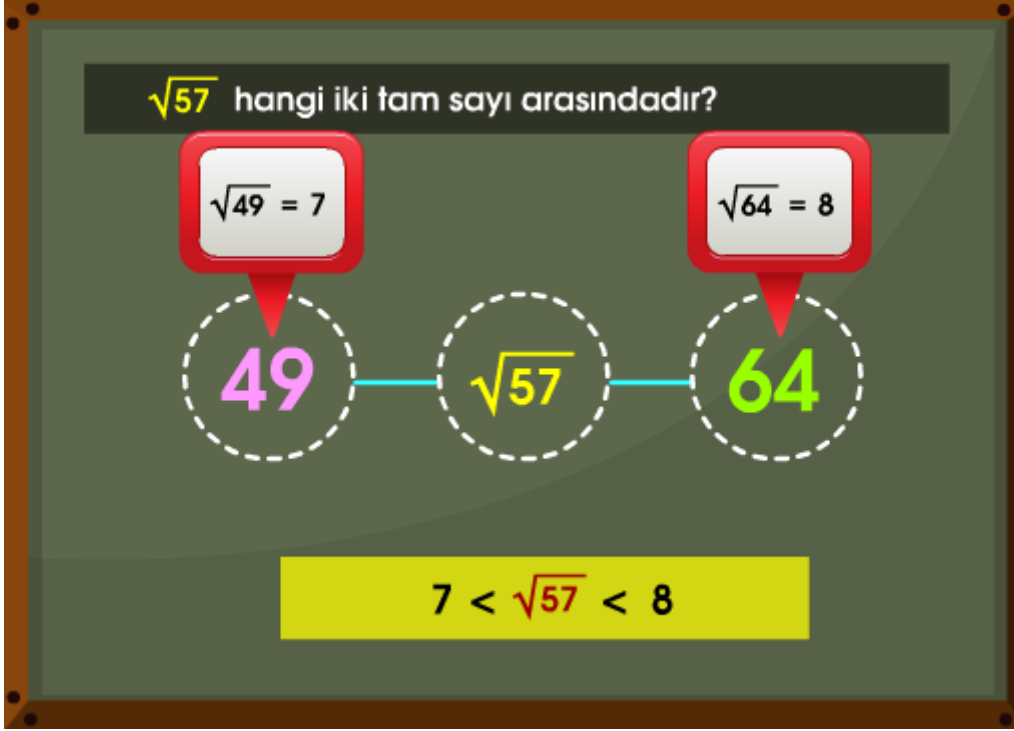 √57 hangi iki tam sayı arasındadır?
√49 = 7
√64 = 8
49
√57
64
7 < √57 < 8